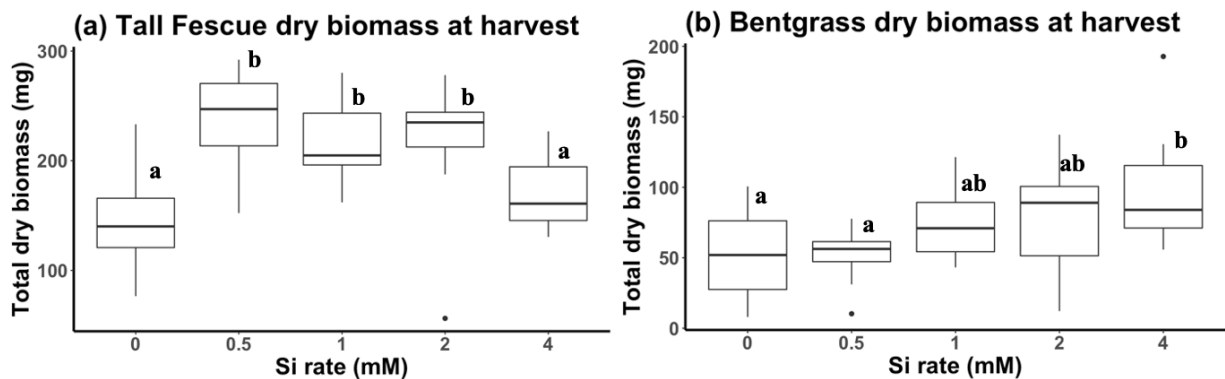 (a) Tall Fescue dry biomass at harvest
Total dry biomass (mg)
300
200
100
a
b
b
b
a
0 0.5 1 2 4
Si rate (mM)
(b) Bentgrass dry biomass at harvest
Total dry biomass (mg)
200
150
100
50
0
a
a
ab
ab
b
0 0.5 1 2 4
Si rate (mM)